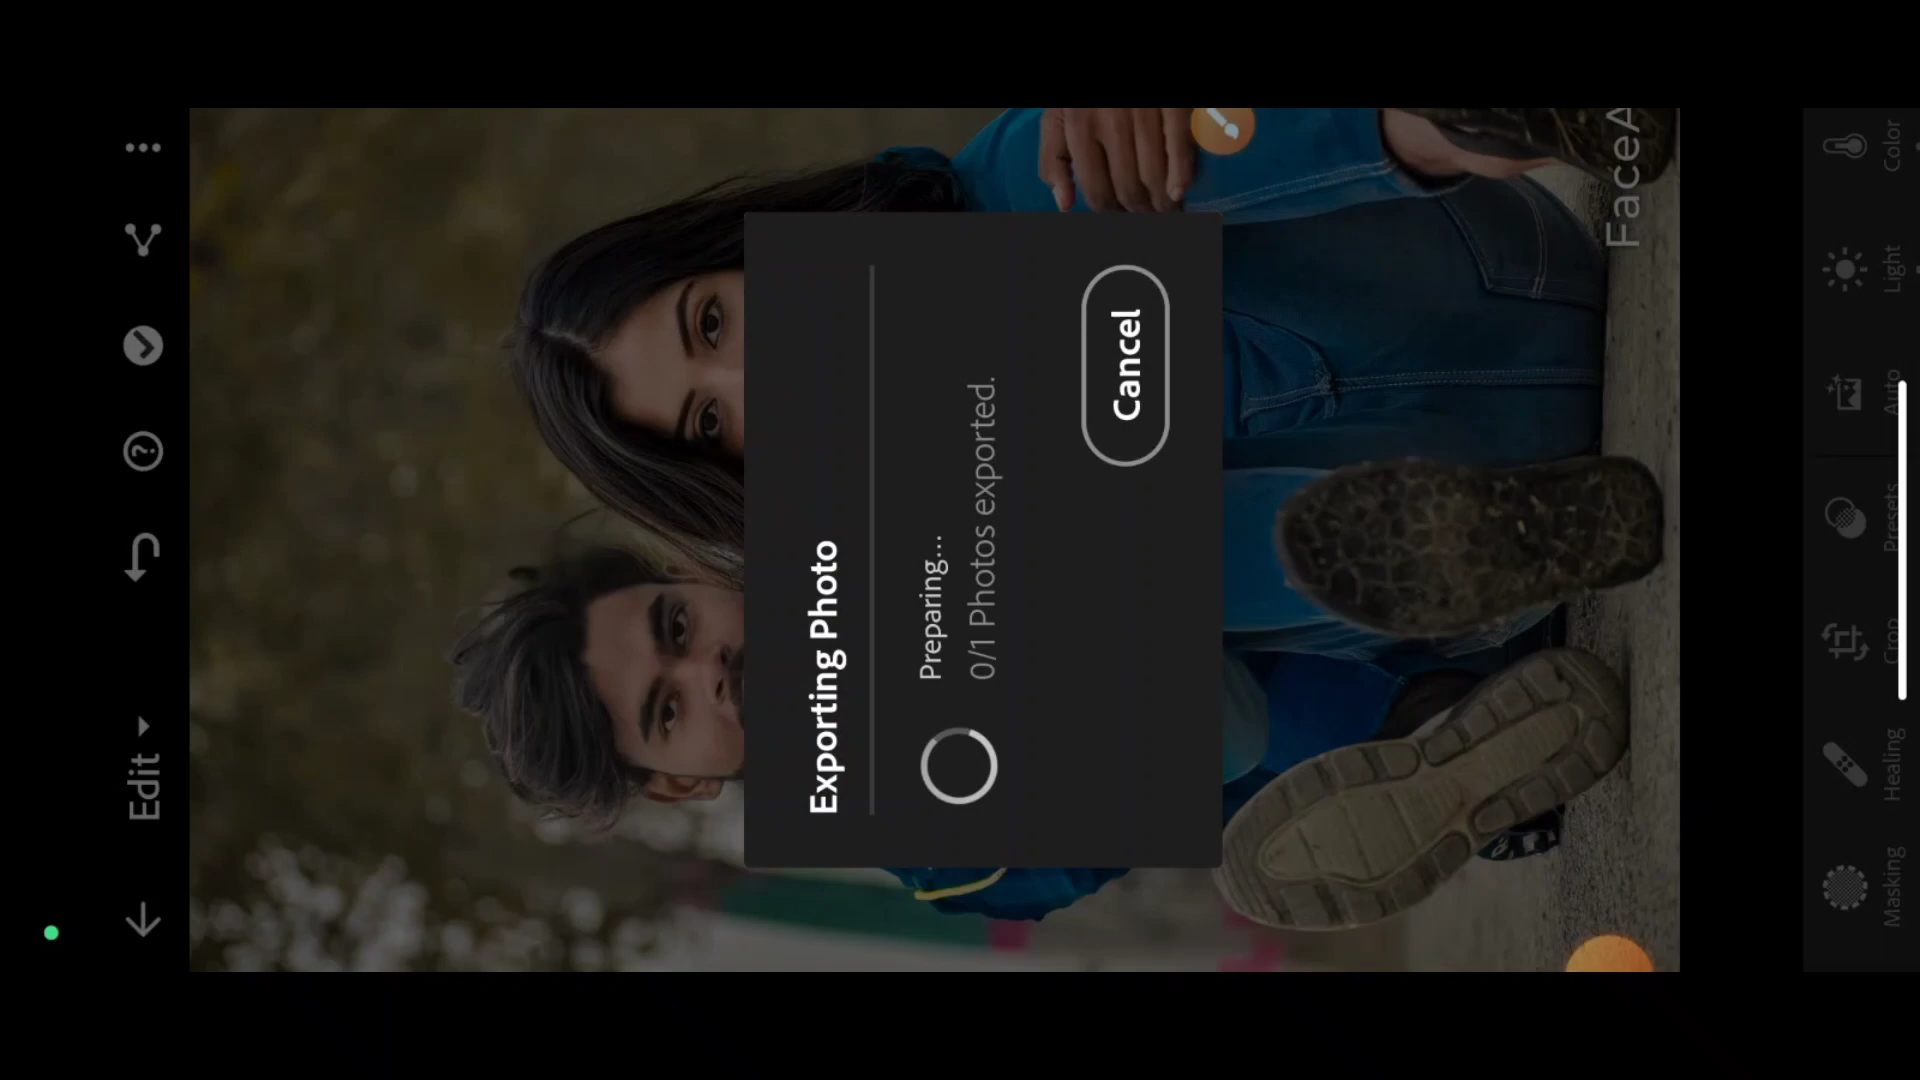 Edit
Exporting Photo
Preparing...
0/1 Photos exported.
Cancel
FaceA
Masking
Healing
Crop
Presets
Auto
Light
Color